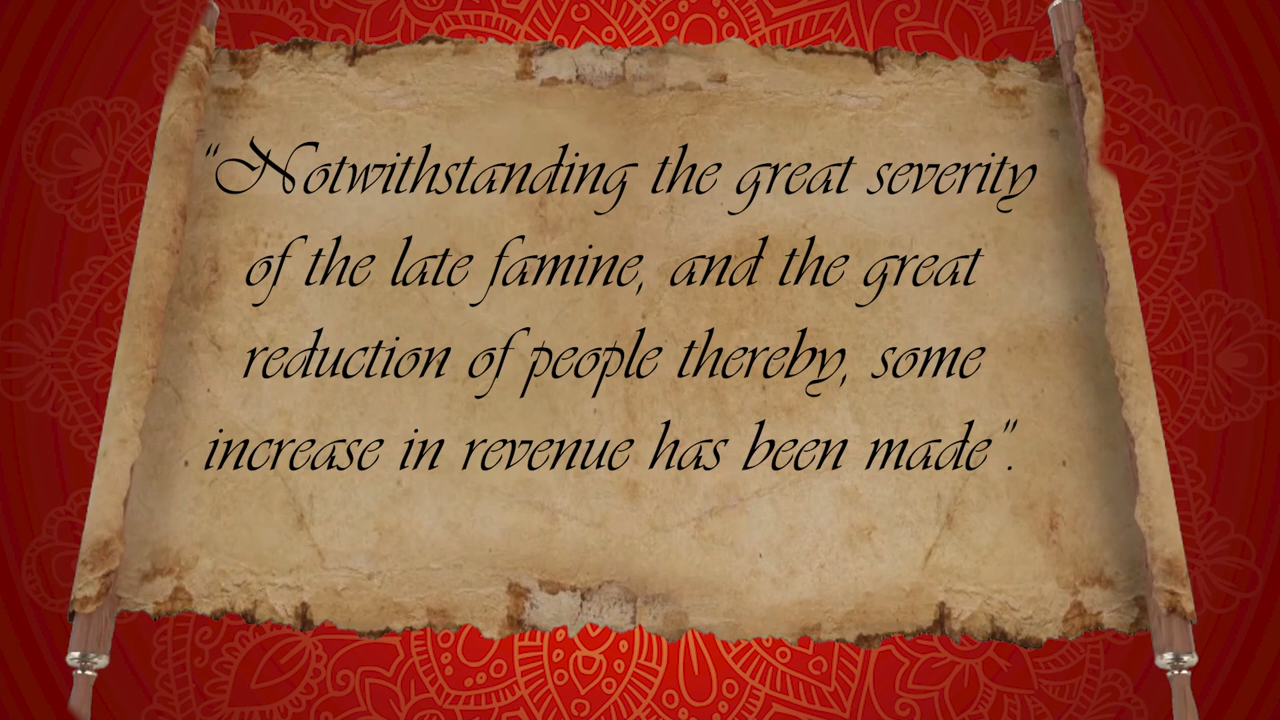 “Notwithstanding the great severity
of the late famine, and the great
reduction of people thereby, some
increase in revenue has been made”.